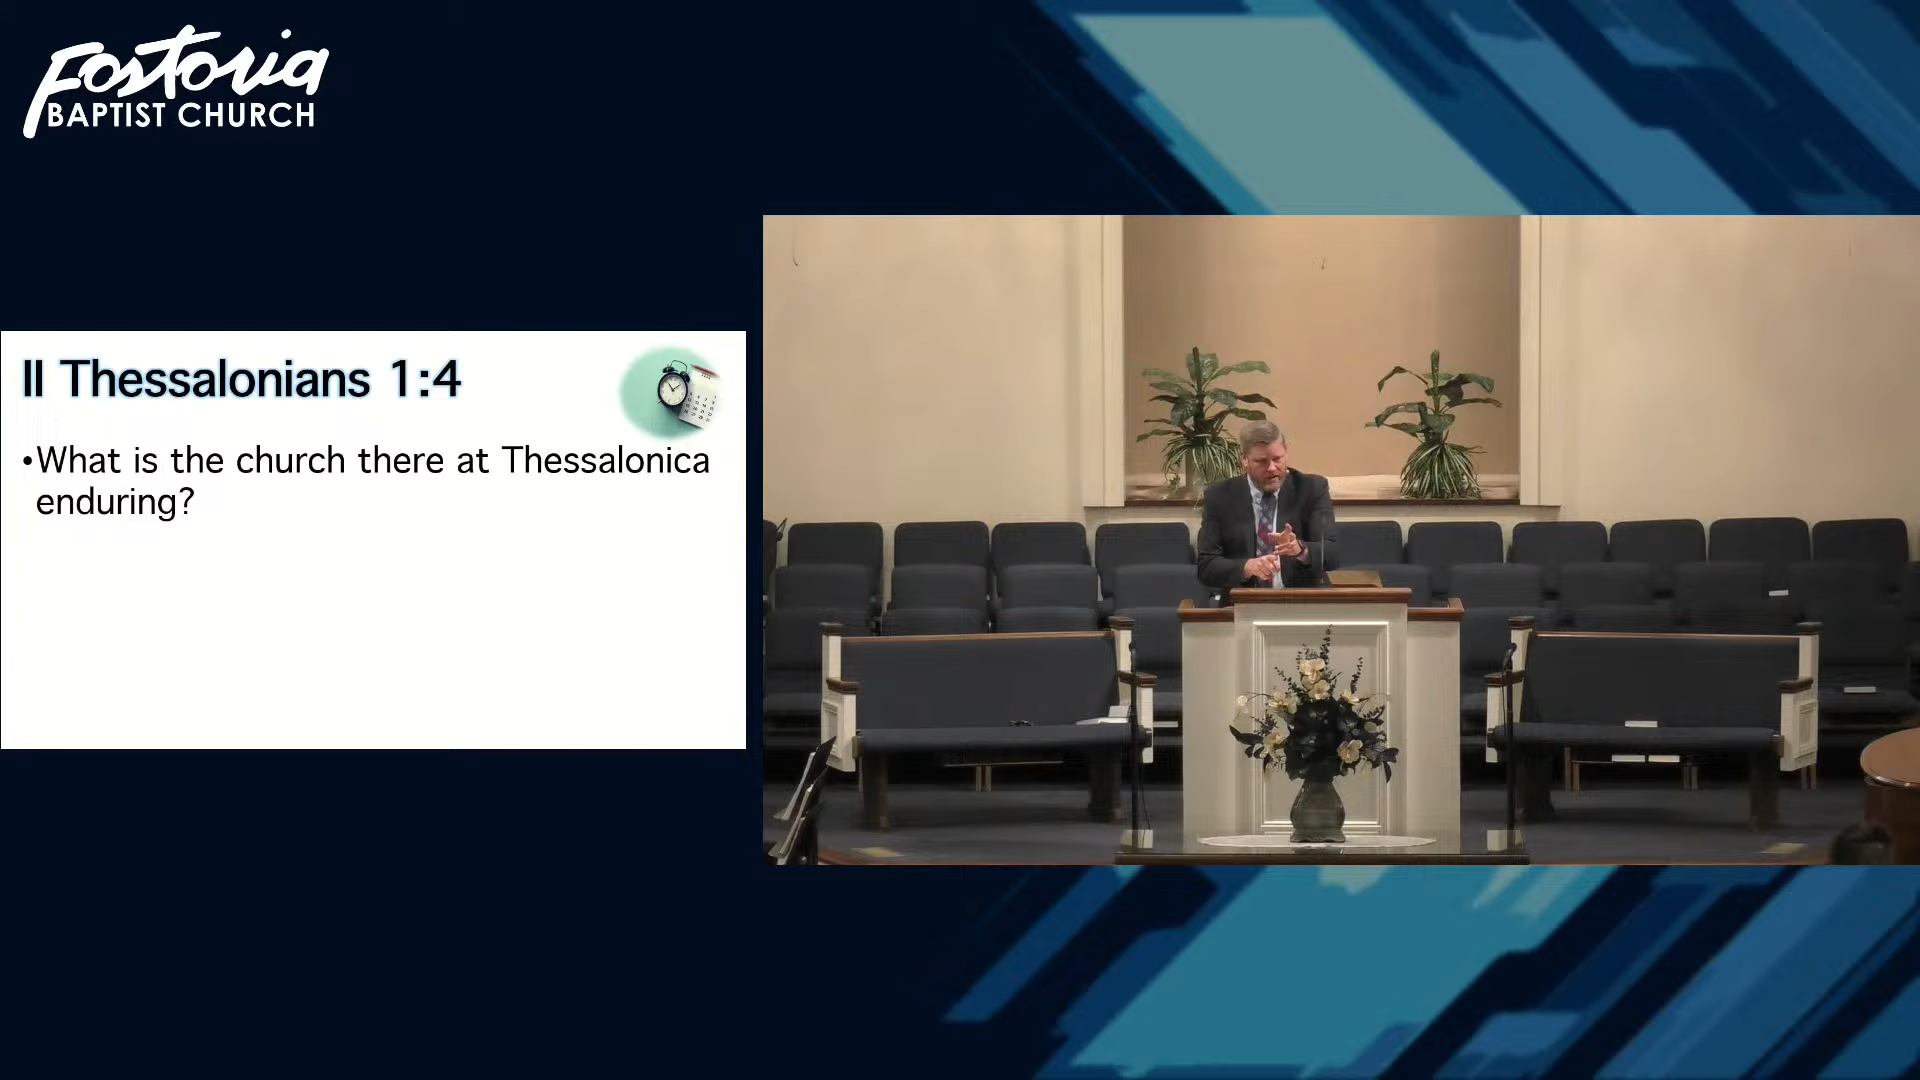 Fostoria
BAPTIST CHURCH
II Thessalonians 1:4
•What is the church there at Thessalonica
enduring?